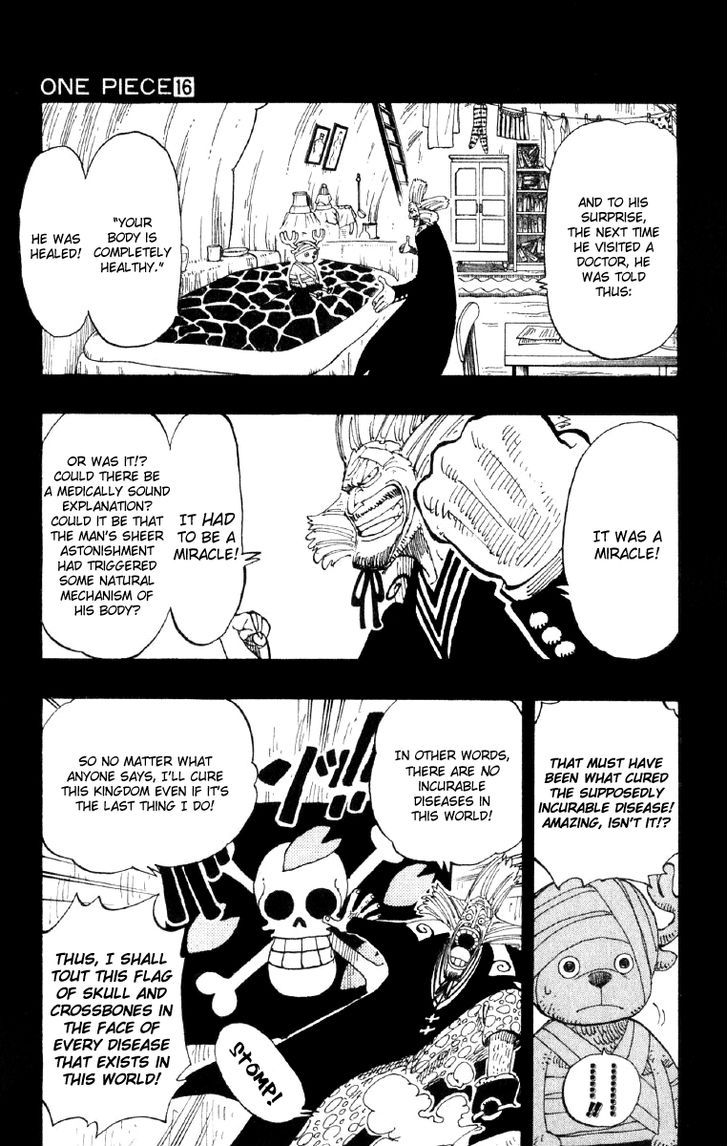 ONE PIECE 16
AND TO HIS
SURPRISE,
THE NEXT TIME
HE VISITED A
DOCTOR, HE
WAS TOLD
THUS:
"YOUR
BODY IS
COMPLETELY
HEALTHY."
HE WAS
HEALED!
IT WAS A
MIRACLE!
IT HAD
TO BE A
MIRACLE!
OR WAS IT!?
COULD THERE BE
A MEDICALLY SOUND
EXPLANATION?
COULD IT BE THAT
THE MAN'S SHEER
ASTONISHMENT
HAD TRIGGERED
SOME NATURAL
MECHANISM OF
HIS BODY?
THAT MUST HAVE
BEEN WHAT CURED
THE SUPPOSEDLY
INCURABLE DISEASE!
AMAZING, ISN'T IT!?
!!
IN OTHER WORDS,
THERE ARE NO
INCURABLE
DISEASES IN
THIS WORLD!
SO NO MATTER WHAT
ANYONE SAYS, I'LL CURE
THIS KINGDOM EVEN IF IT'S
THE LAST THING I DO!
THUS, I SHALL
TOUT THIS FLAG
OF SKULL AND
CROSSBONES IN
THE FACE OF
EVERY DISEASE
THAT EXISTS IN
THIS WORLD!
STOMP!